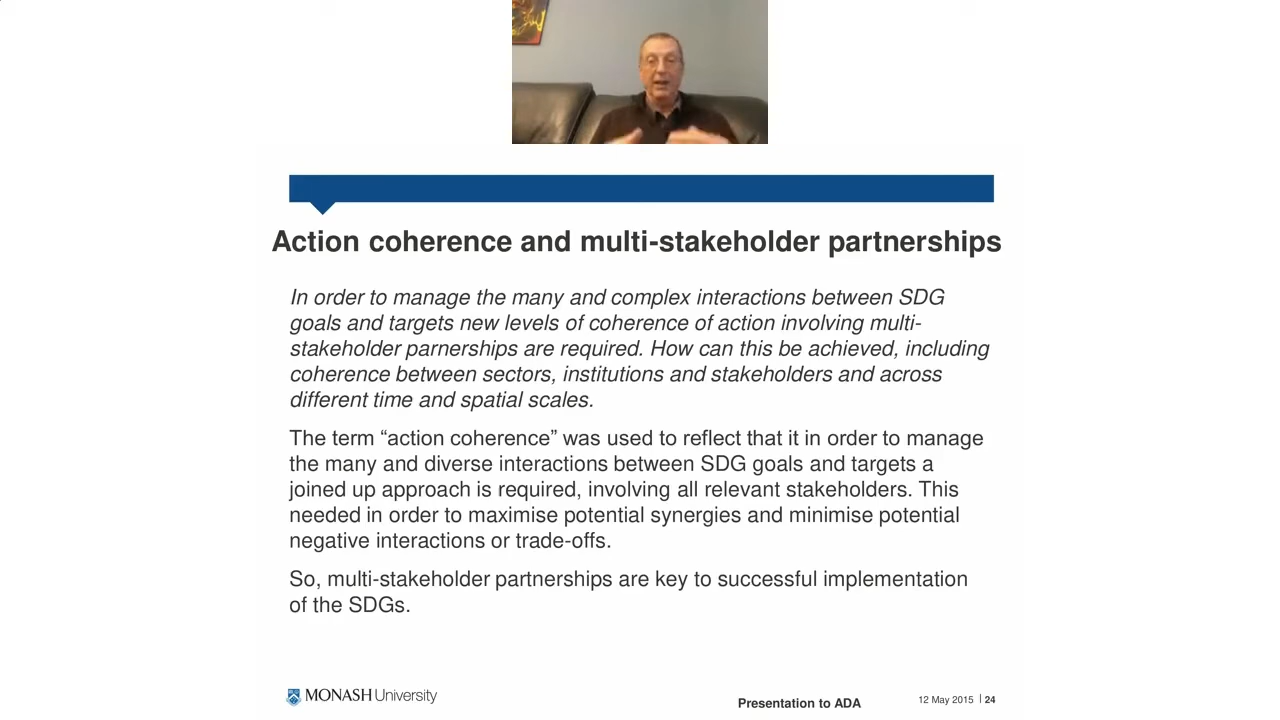 Action coherence and multi-stakeholder partnerships
In order to manage the many and complex interactions between SDG
goals and targets new levels of coherence of action involving multi-
stakeholder parnerships are required. How can this be achieved, including
coherence between sectors, institutions and stakeholders and across
different time and spatial scales.
The term “action coherence” was used to reflect that it in order to manage
the many and diverse interactions between SDG goals and targets a
joined up approach is required, involving all relevant stakeholders. This
needed in order to maximise potential synergies and minimise potential
negative interactions or trade-offs.
So, multi-stakeholder partnerships are key to successful implementation
of the SDGs.
MONASH University
Presentation to ADA
12 May 2015 | 24